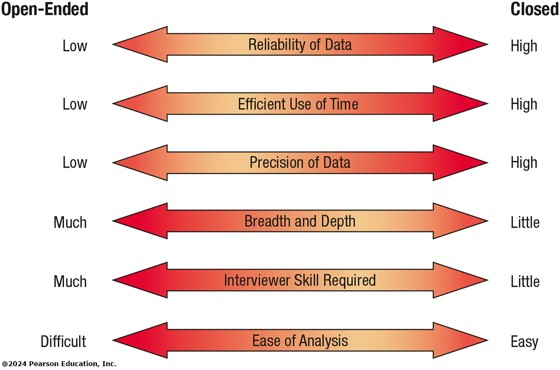 Open-Ended Closed
Low Reliability of Data High
Low Efficient Use of Time High
Low Precision of Data High
Much Breadth and Depth Little
Much Interviewer Skill Required Little
Difficult Ease of Analysis Easy
©2024 Pearson Education, Inc.